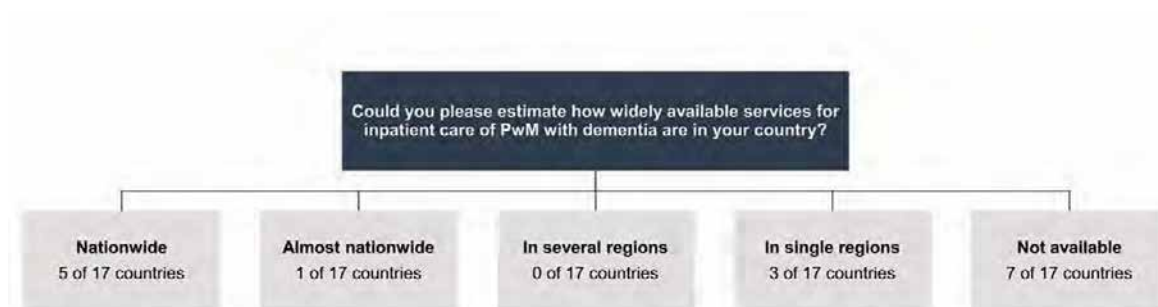 Could you please estimate how widely available services for
inpatient care of PwM with dementia are in your country?
Nationwide
5 of 17 countries
Almost nationwide
1 of 17 countries
In several regions
0 of 17 countries
In single regions
3 of 17 countries
Not available
7 of 17 countries